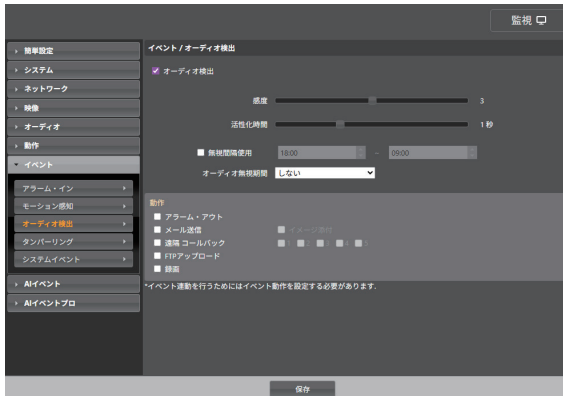 監視
簡単設定
システム
ネットワーク
映像
オーディオ
動作
イベント
アラーム・イン
モーション感知
オーディオ検出
タンパーリング
システムイベント
AIイベント
AIイベントプロ
イベント / オーディオ検出
オーディオ検出
感度 3
活性化時間 1 秒
無視間隔使用 18:00 ~ 09:00
オーディオ無視期間 しない
動作
アラーム・アウト
メール送信 イメージ添付
遠隔 コールバック 1 2 3 4 5
FTPアップロード
録画
*イベント連動を行うためにはイベント動作を設定する必要があります.
保存